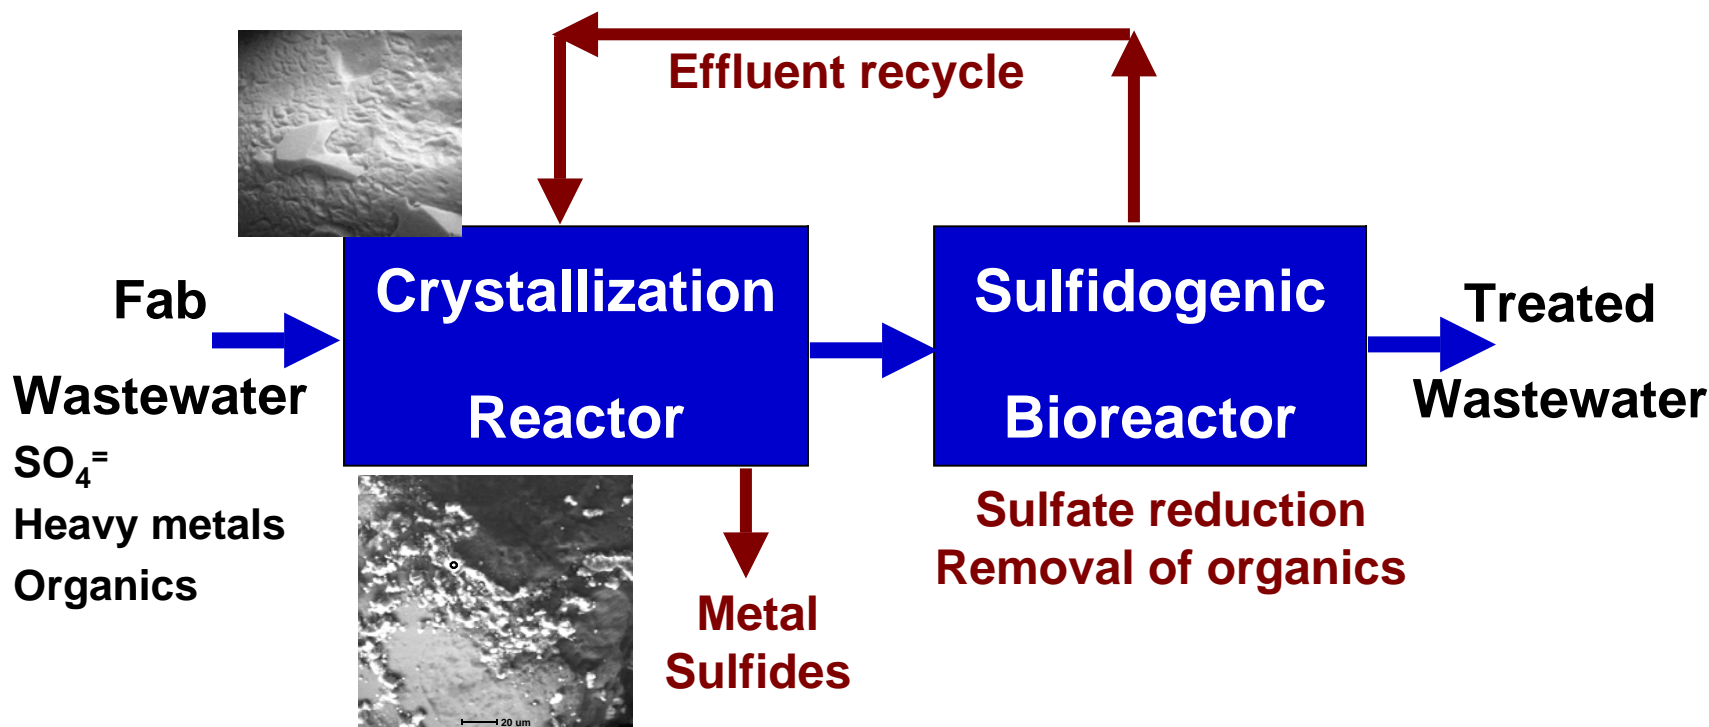 Effluent recycle
Fab
Wastewater
SO₄⁼
Heavy metals
Organics
Crystallization
Reactor
Sulfidogenic
Bioreactor
Treated
Wastewater
Sulfate reduction
Removal of organics
Metal
Sulfides
20 um